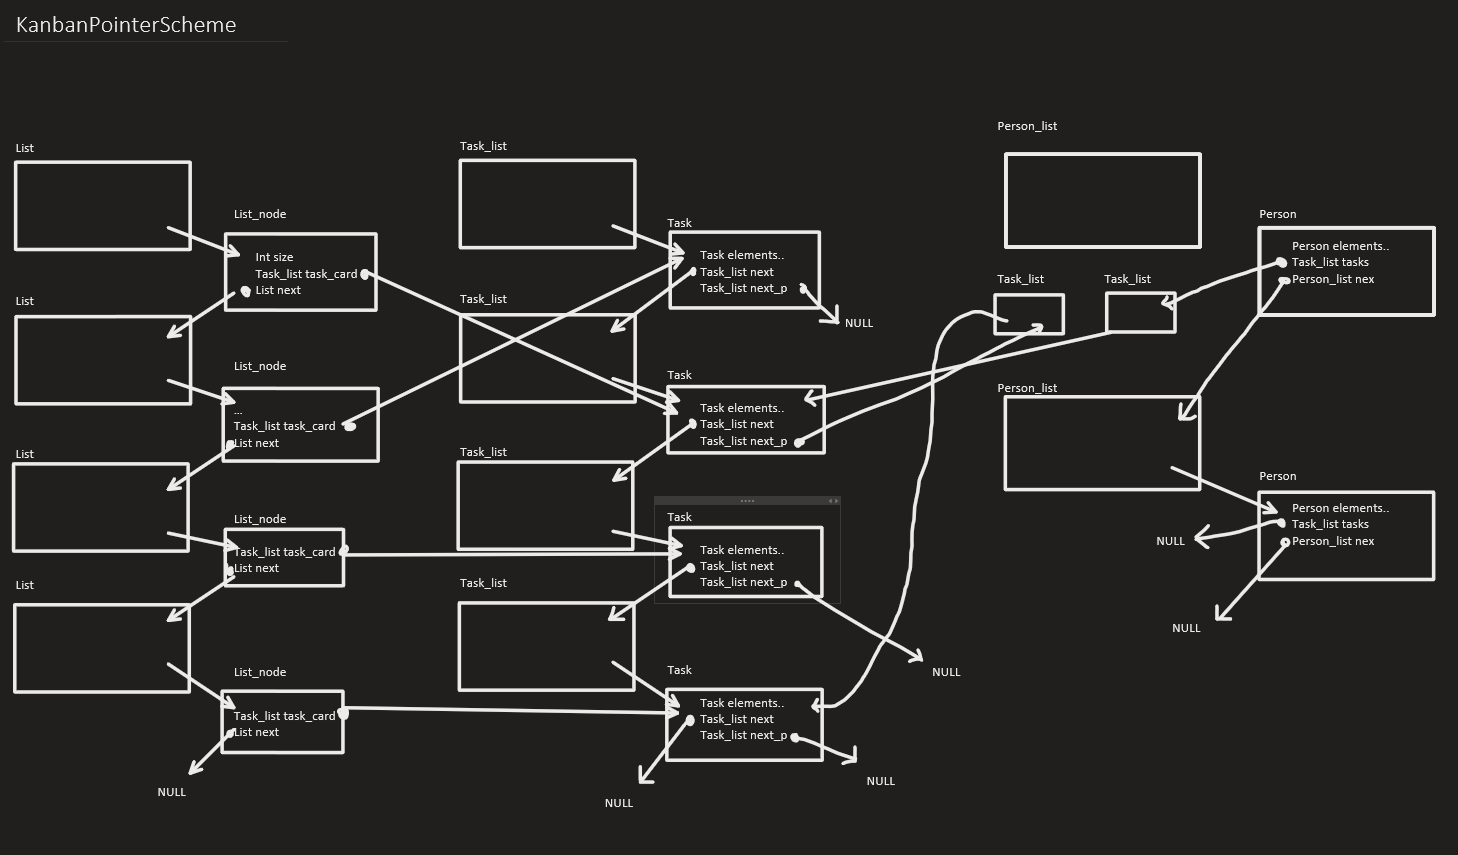 KanbanPointerScheme
List
List_node
Int size
Task_list task_card
List next
List
List_node
...
Task_list task_card
List next
List
List_node
Task_list task_card
List next
List
List_node
Task_list task_card
List next
NULL
Task_list
Task
Task elements..
Task_list next
Task_list next_p
NULL
Task_list
Task
Task elements..
Task_list next
Task_list next_p
Task_list
Task
Task elements..
Task_list next
Task_list next_p
NULL
Task_list
Task
Task elements..
Task_list next
Task_list next_p
NULL
NULL
Person_list
Person
Person elements..
Task_list tasks
Person_list nex
Task_list
Task_list
Person_list
Person
Person elements..
Task_list tasks
Person_list nex
NULL
NULL